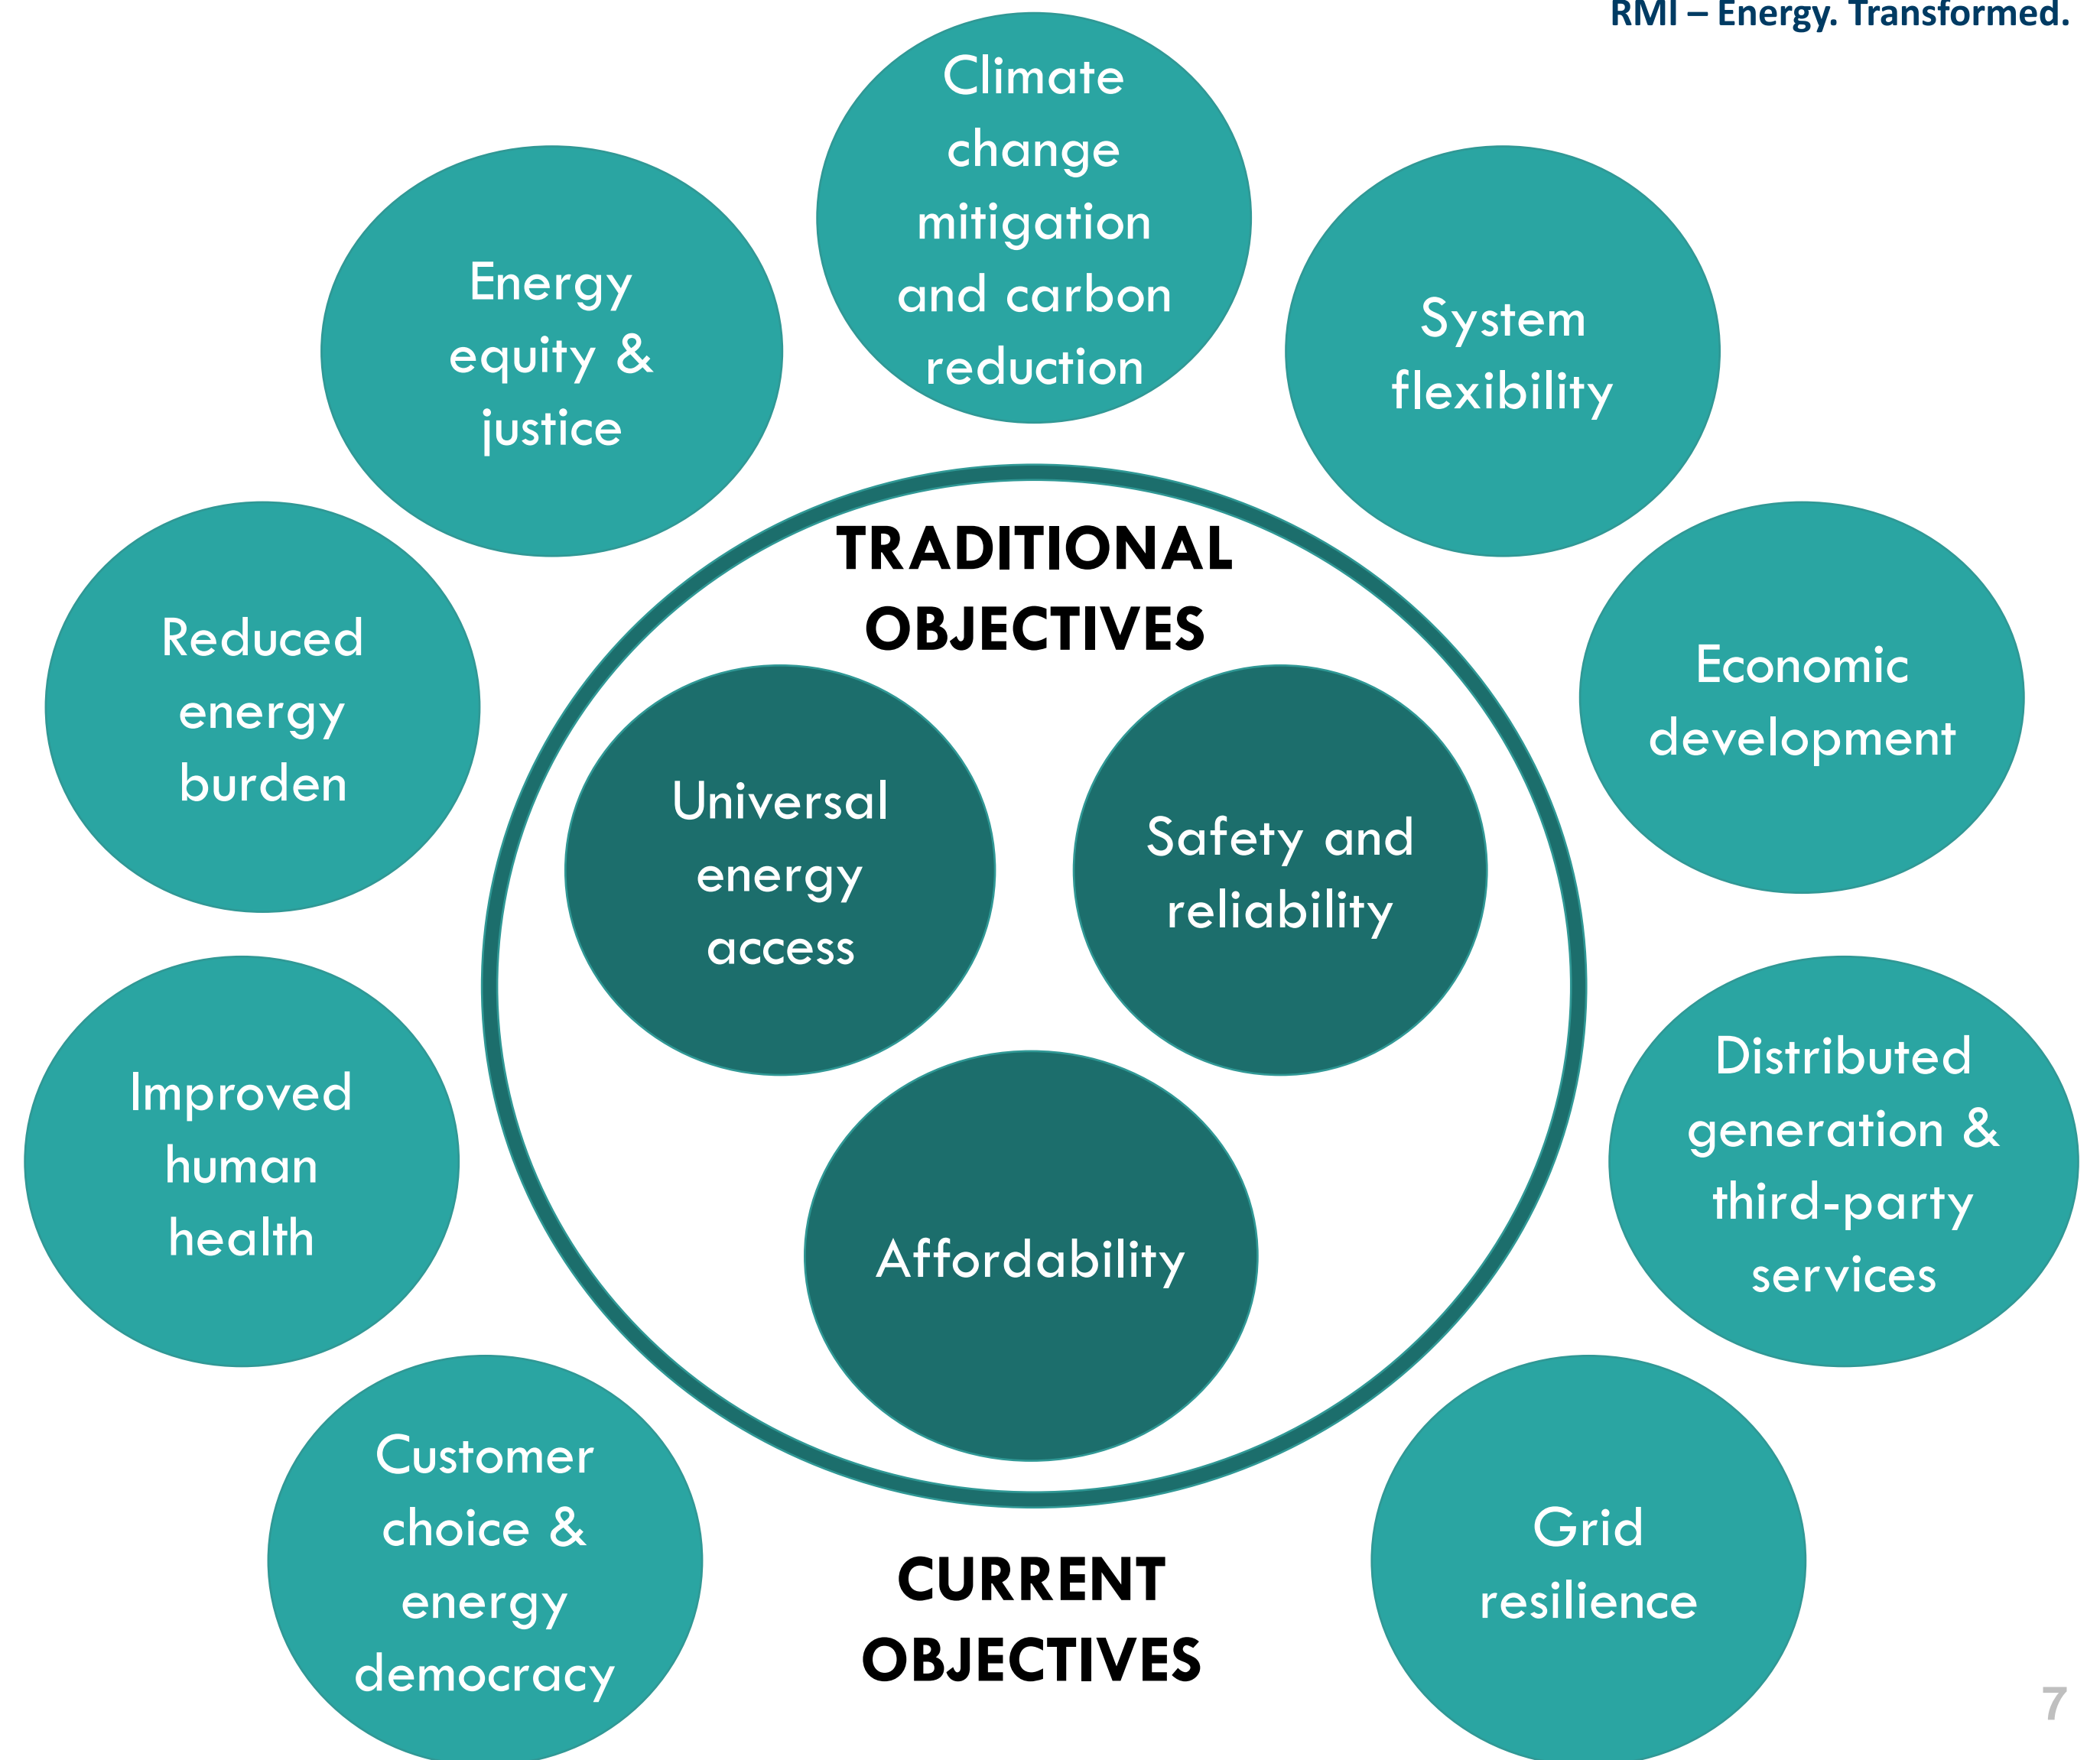 RMI – Energy. Transformed.
Climate
change
mitigation
and carbon
reduction
Energy
equity &
justice
System
flexibility
Reduced
energy
burden
Economic
development
Improved
human
health
Distributed
generation &
third-party
services
Customer
choice &
energy
democracy
Grid
resilience
TRADITIONAL
OBJECTIVES
Universal
energy
access
Safety and
reliability
Affordability
CURRENT
OBJECTIVES
7